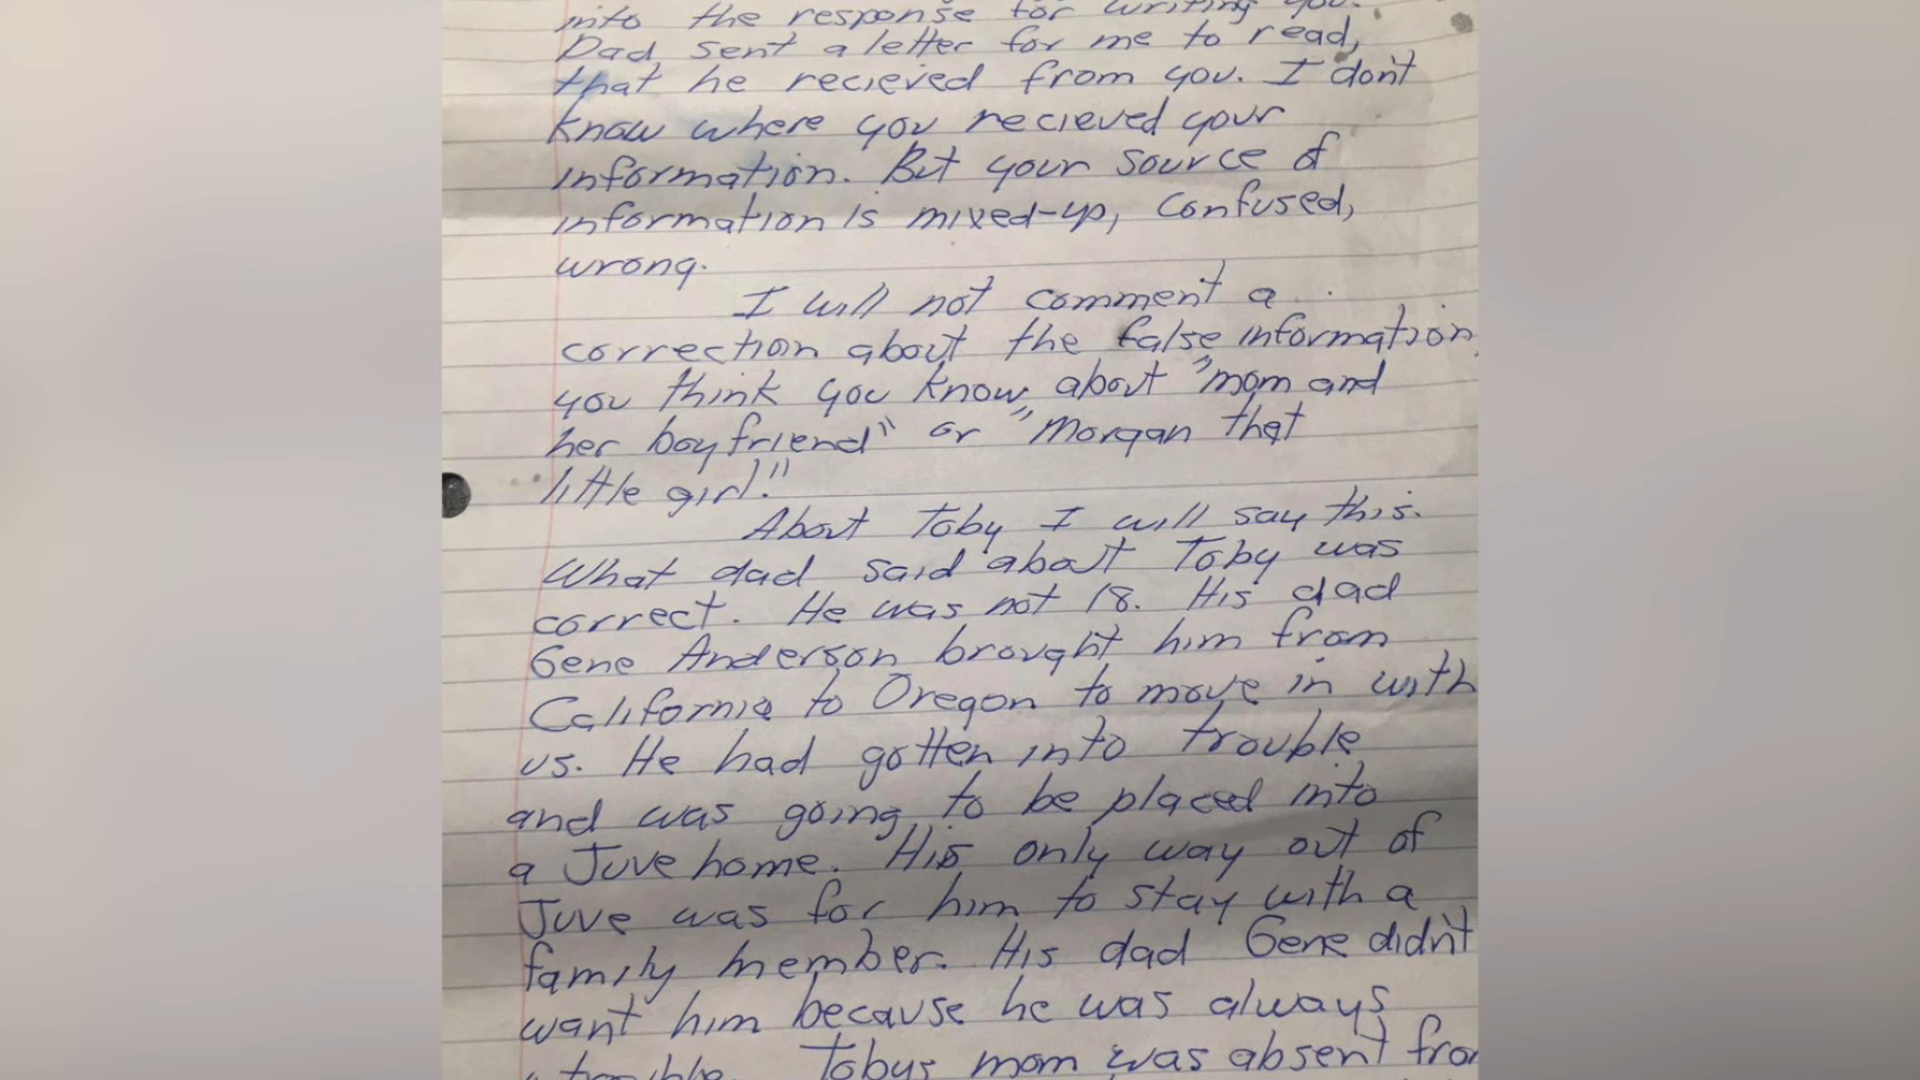 into the response for writing you.
Dad sent a letter for me to read,
that he recieved from you. I don't
know where you recieved your
information. But your source of
information is mixed-up, confused,
wrong.
I will not comment a
correction about the false information
you think you know about "mom and
her boyfriend" or "Morgan that
little girl."
About Toby I will say this.
What dad said about Toby was
correct. He was not 18. His dad
Gene Anderson brought him from
California to Oregon to move in with
us. He had gotten into trouble
and was going to be placed into
a Juve home. His only way out of
Juve was for him to stay with a
family member. His dad Gene didn't
want him because he was always
trouble. Tobys mom was absent from